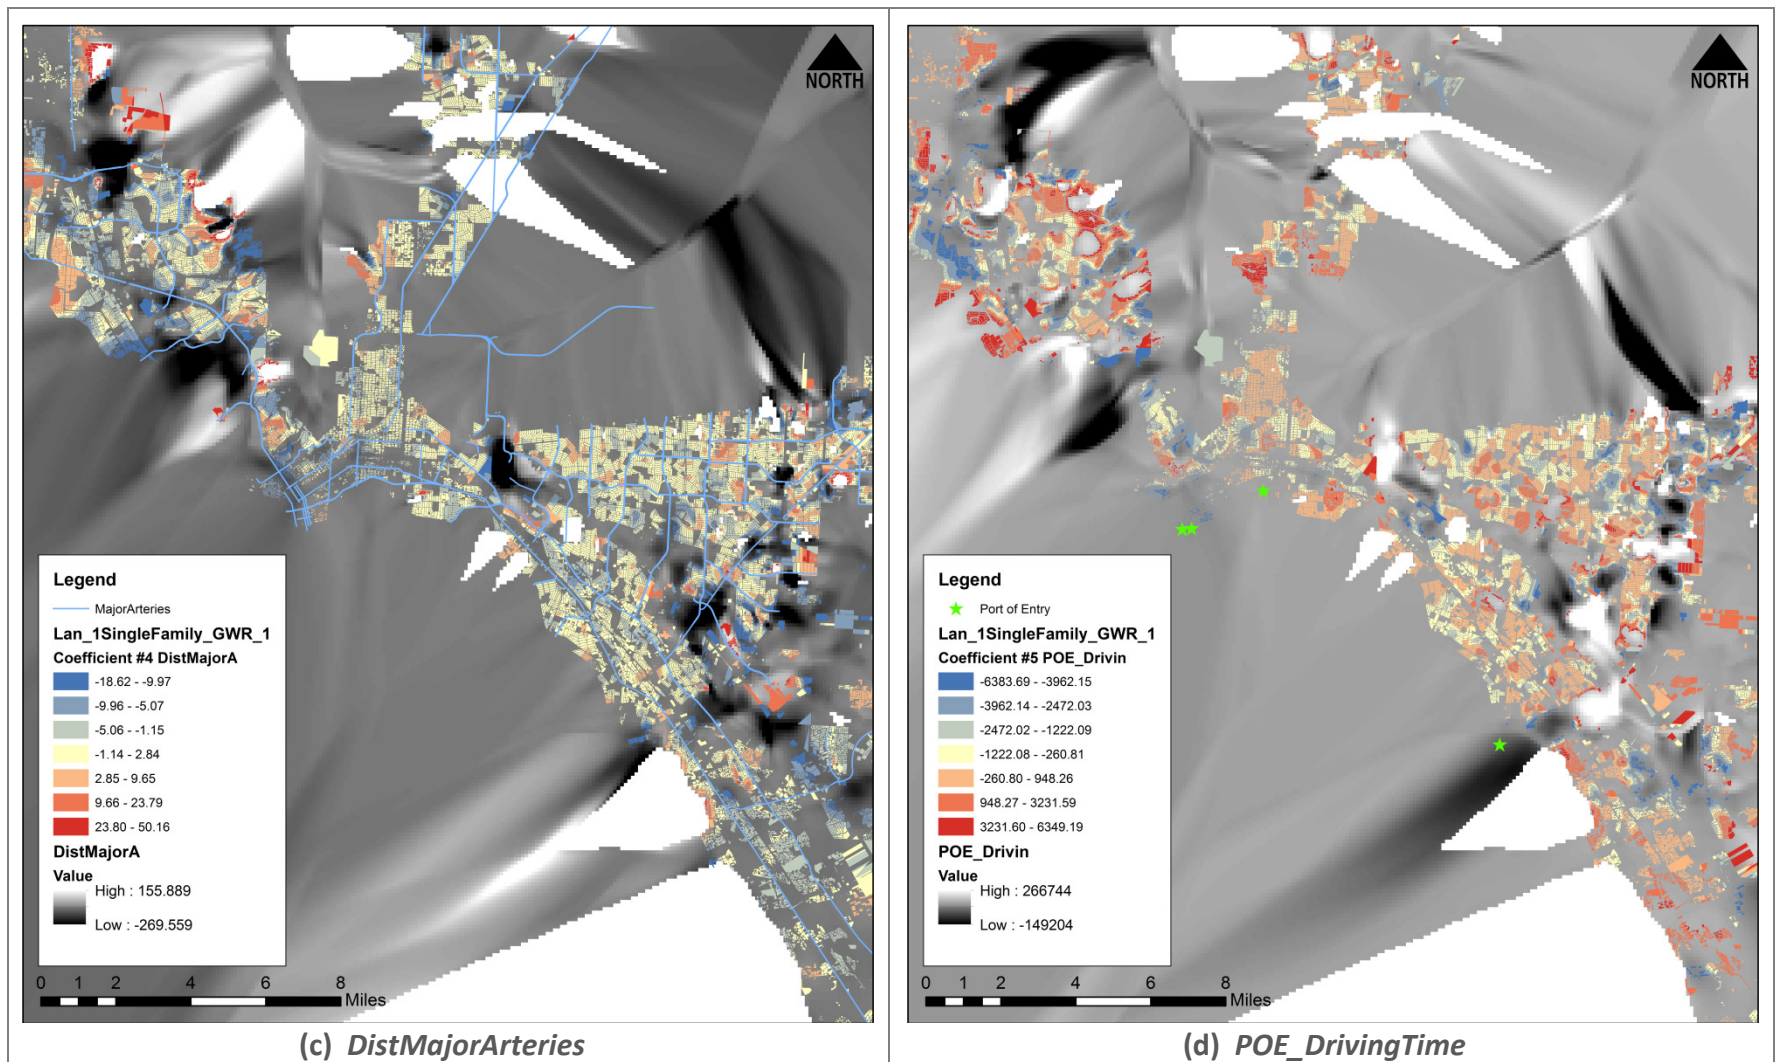 NORTH
Legend
MajorArteries
Lan_1SingleFamily_GWR_1
Coefficient #4 DistMajorA
-18.62 - -9.97
-9.96 - -5.07
-5.06 - -1.15
-1.14 - 2.84
2.85 - 9.65
9.66 - 23.79
23.80 - 50.16
DistMajorA
Value
High : 155.889
Low : -269.559
0 1 2 4 6 8
Miles
(c) DistMajorArteries
NORTH
Legend
Port of Entry
Lan_1SingleFamily_GWR_1
Coefficient #5 POE_Drivin
-6383.69 - -3962.15
-3962.14 - -2472.03
-2472.02 - -1222.09
-1222.08 - -260.81
-260.80 - 948.26
948.27 - 3231.59
3231.60 - 6349.19
POE_Drivin
Value
High : 266744
Low : -149204
0 1 2 4 6 8
Miles
(d) POE_DrivingTime